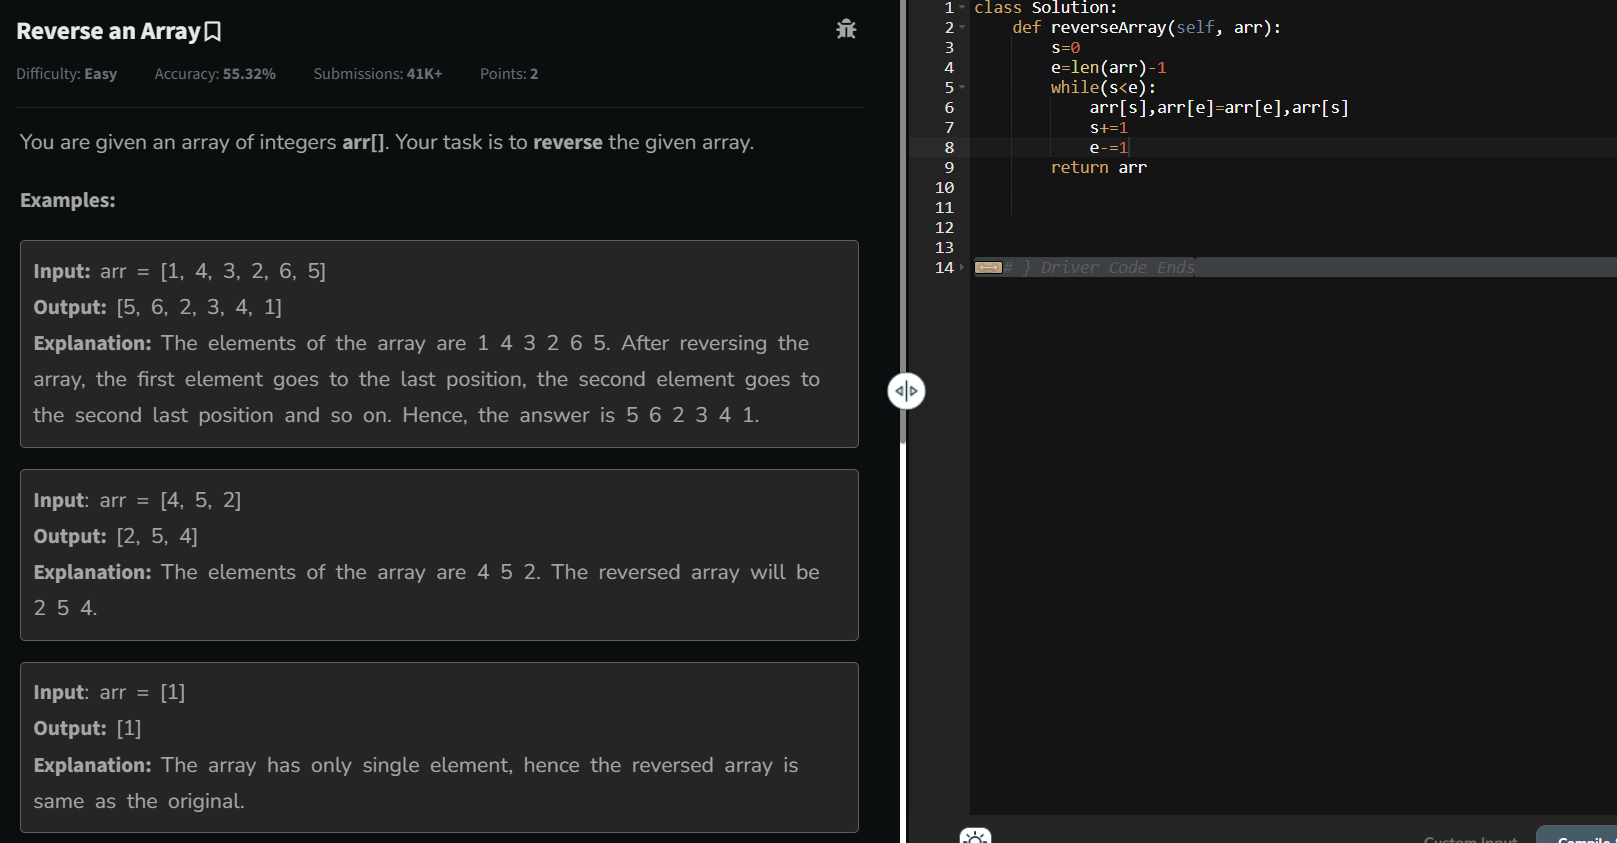 Reverse an Array
Difficulty: Easy Accuracy: 55.32% Submissions: 41K+ Points: 2
You are given an array of integers arr[]. Your task is to reverse the given array.
Examples:
Input: arr = [1, 4, 3, 2, 6, 5]
Output: [5, 6, 2, 3, 4, 1]
Explanation: The elements of the array are 1 4 3 2 6 5. After reversing the
array, the first element goes to the last position, the second element goes to
the second last position and so on. Hence, the answer is 5 6 2 3 4 1.
Input: arr = [4, 5, 2]
Output: [2, 5, 4]
Explanation: The elements of the array are 4 5 2. The reversed array will be
2 5 4.
Input: arr = [1]
Output: [1]
Explanation: The array has only single element, hence the reversed array is
same as the original.
1 class Solution:
2 def reverseArray(self, arr):
3 s=0
4 e=len(arr)-1
5 while(s<e):
6 arr[s],arr[e]=arr[e],arr[s]
7 s+=1
8 e-=1
9 return arr
10
11
12
13
14 # } Driver Code Ends
Custom Input Compile